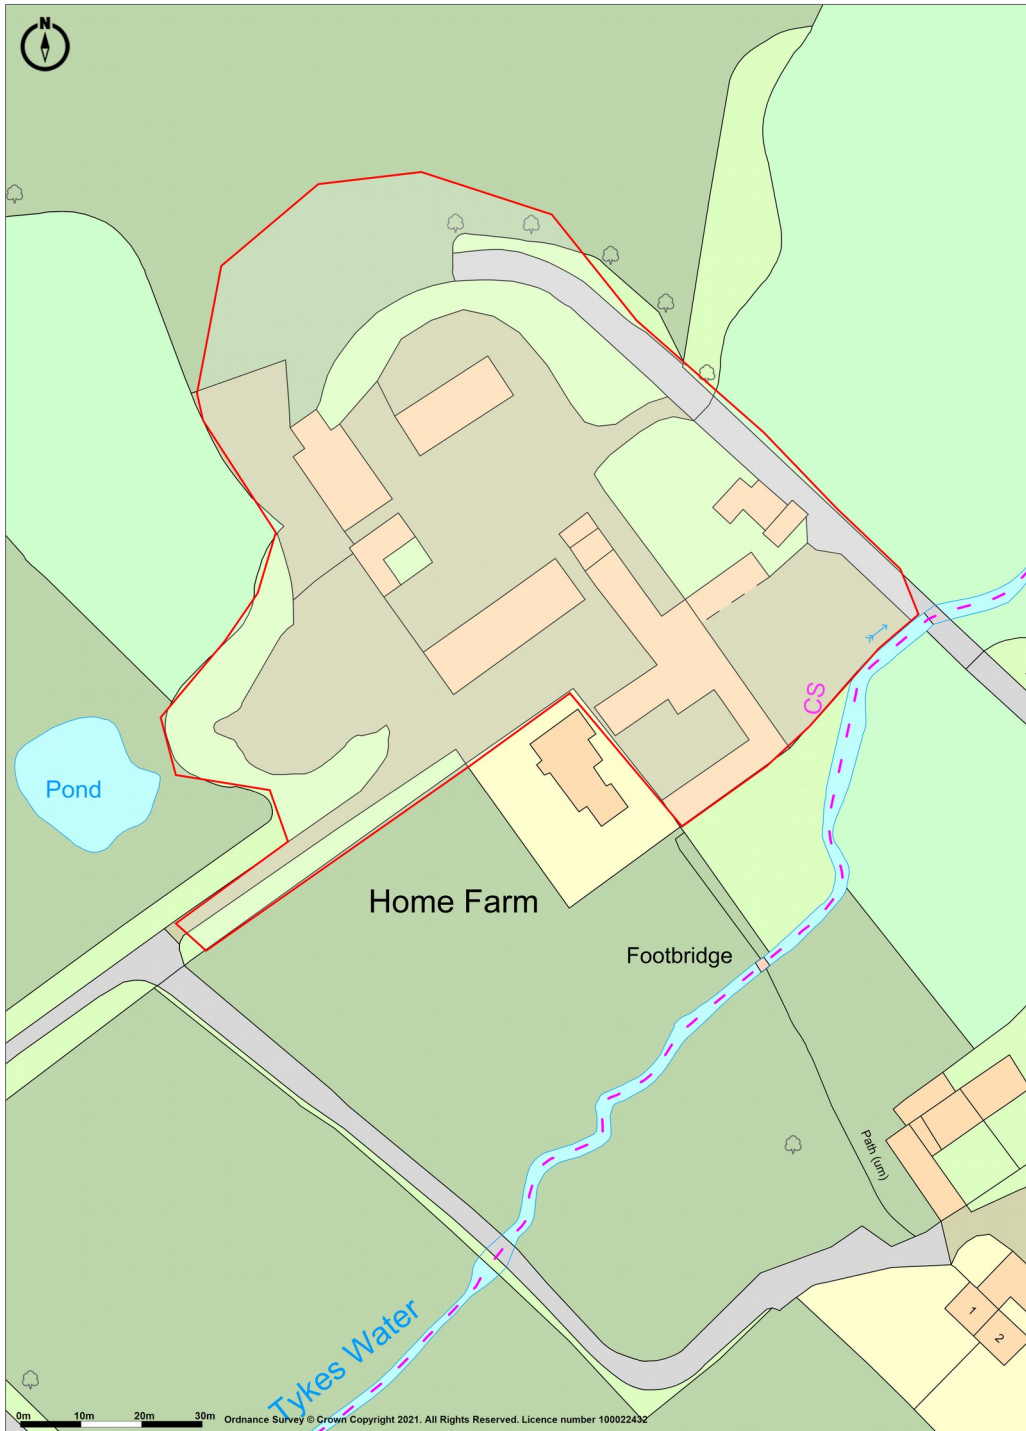 N
CS
Pond
Home Farm
Footbridge
Path (um)
1
2
Tykes Water
0m 10m 20m 30m
Ordnance Survey © Crown Copyright 2021. All Rights Reserved. Licence number 100022432